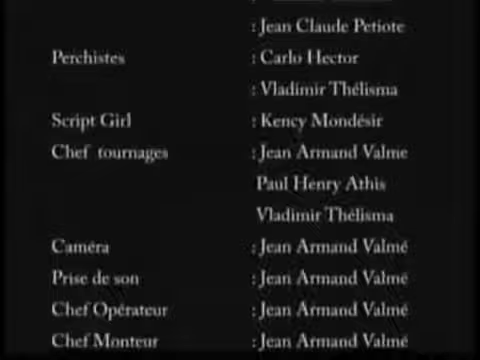 : Jean Claude Petiote
Perchistes : Carlo Hector
: Vladimir Thélisma
Script Girl : Kency Mondésir
Chef tournages : Jean Armand Valme
Paul Henry Athis
Vladimir Thélisma
Caméra : Jean Armand Valmé
Prise de son : Jean Armand Valmé
Chef Opérateur : Jean Armand Valmé
Chef Monteur : Jean Armand Valmé